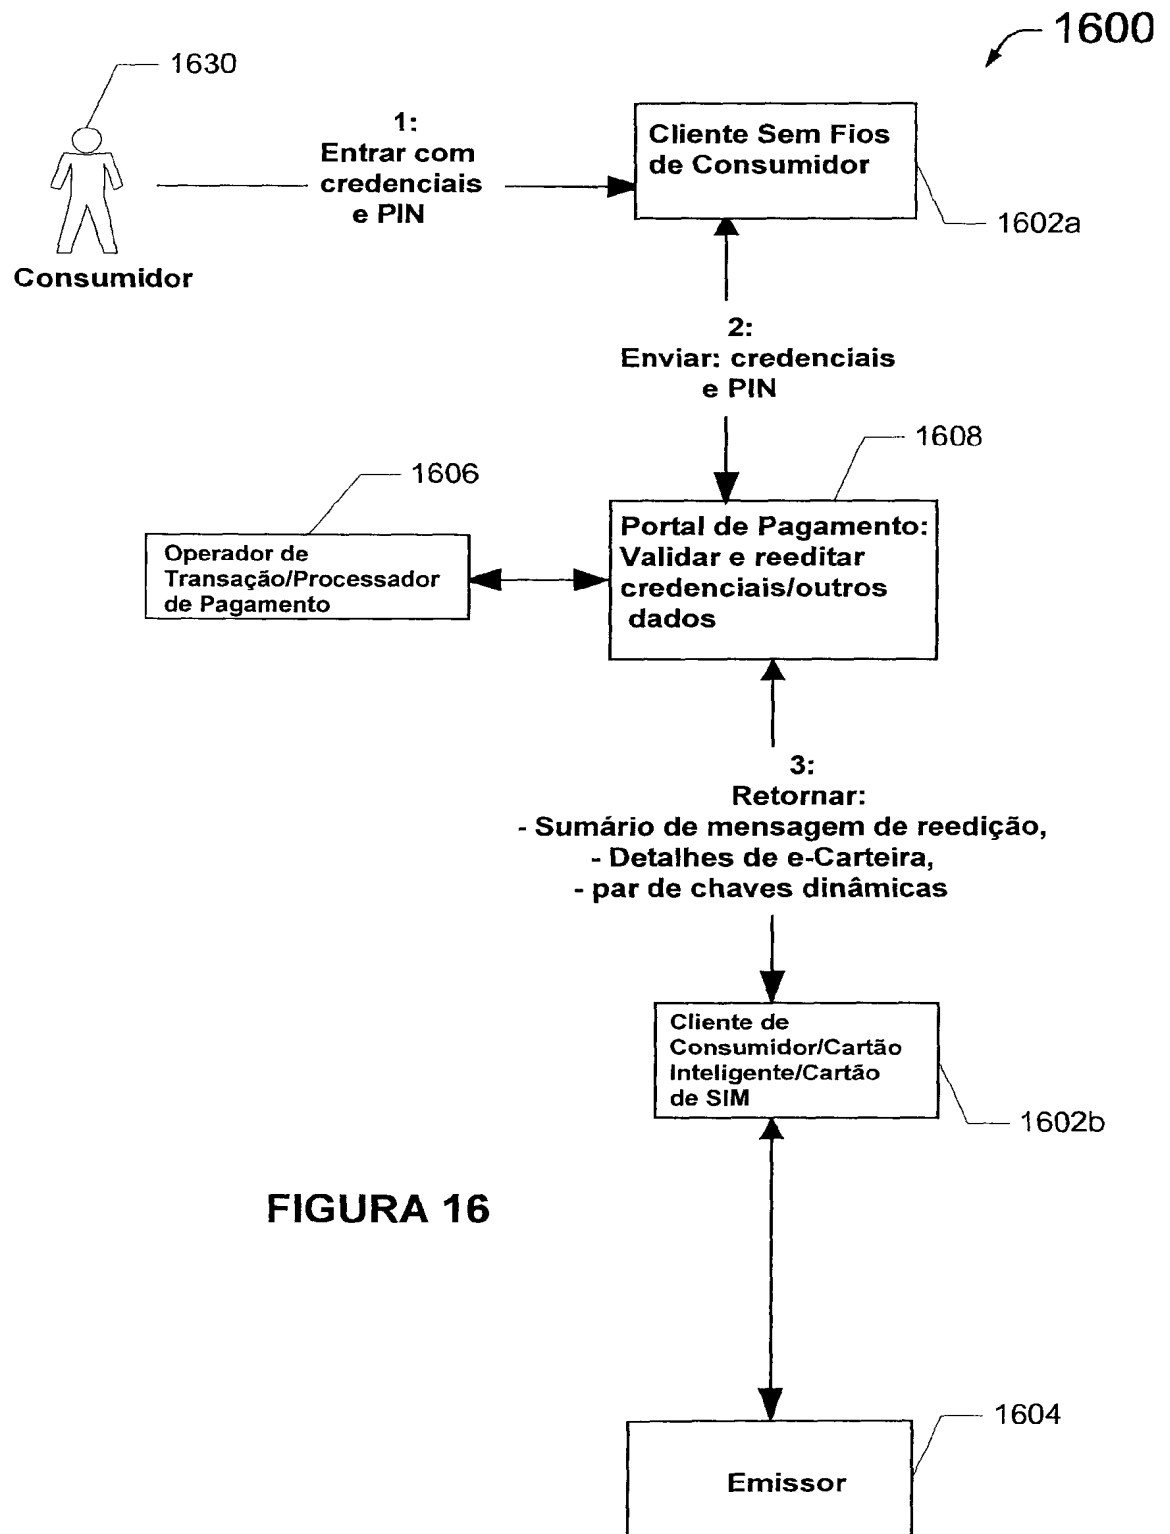 1600
1630
1:
Entrar com
credenciais
e PIN
Cliente Sem Fios
de Consumidor
1602a
Consumidor
2:
Enviar: credenciais
e PIN
1608
1606
Operador de
Transação/Processador
de Pagamento
Portal de Pagamento:
Validar e reeditar
credenciais/outros
dados
3:
Retornar:
- Sumário de mensagem de reedição,
- Detalhes de e-Carteira,
- par de chaves dinâmicas
Cliente de
Consumidor/Cartão
Inteligente/Cartão
de SIM
1602b
FIGURA 16
1604
Emissor